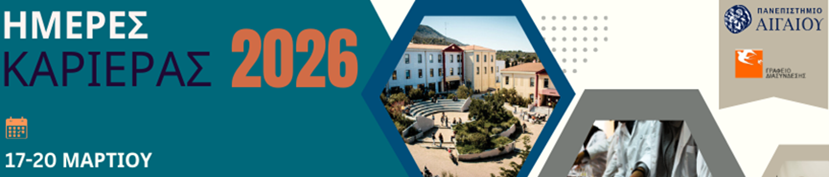 ΗΜΕΡΕΣ
ΚΑΡΙΕΡΑΣ 2026
17-20 ΜΑΡΤΙΟΥ
ΠΑΝΕΠΙΣΤΗΜΙΟ
ΑΙΓΑΙΟΥ
ΓΡΑΦΕΙΟ
ΔΙΑΣΥΝΔΕΣΗΣ